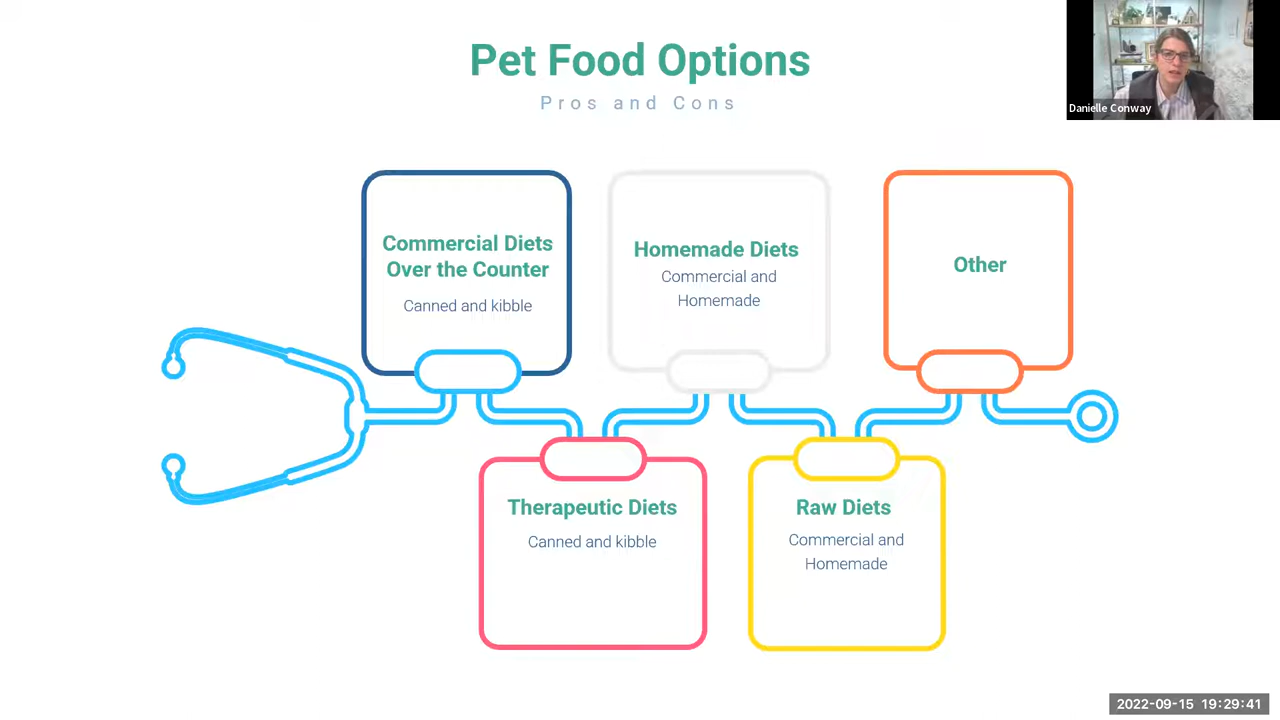 Pet Food Options
Pros and Cons
Danielle Conway
Commercial Diets
Over the Counter
Canned and kibble
Homemade Diets
Commercial and
Homemade
Other
Therapeutic Diets
Canned and kibble
Raw Diets
Commercial and
Homemade
2022-09-15 19:29:41